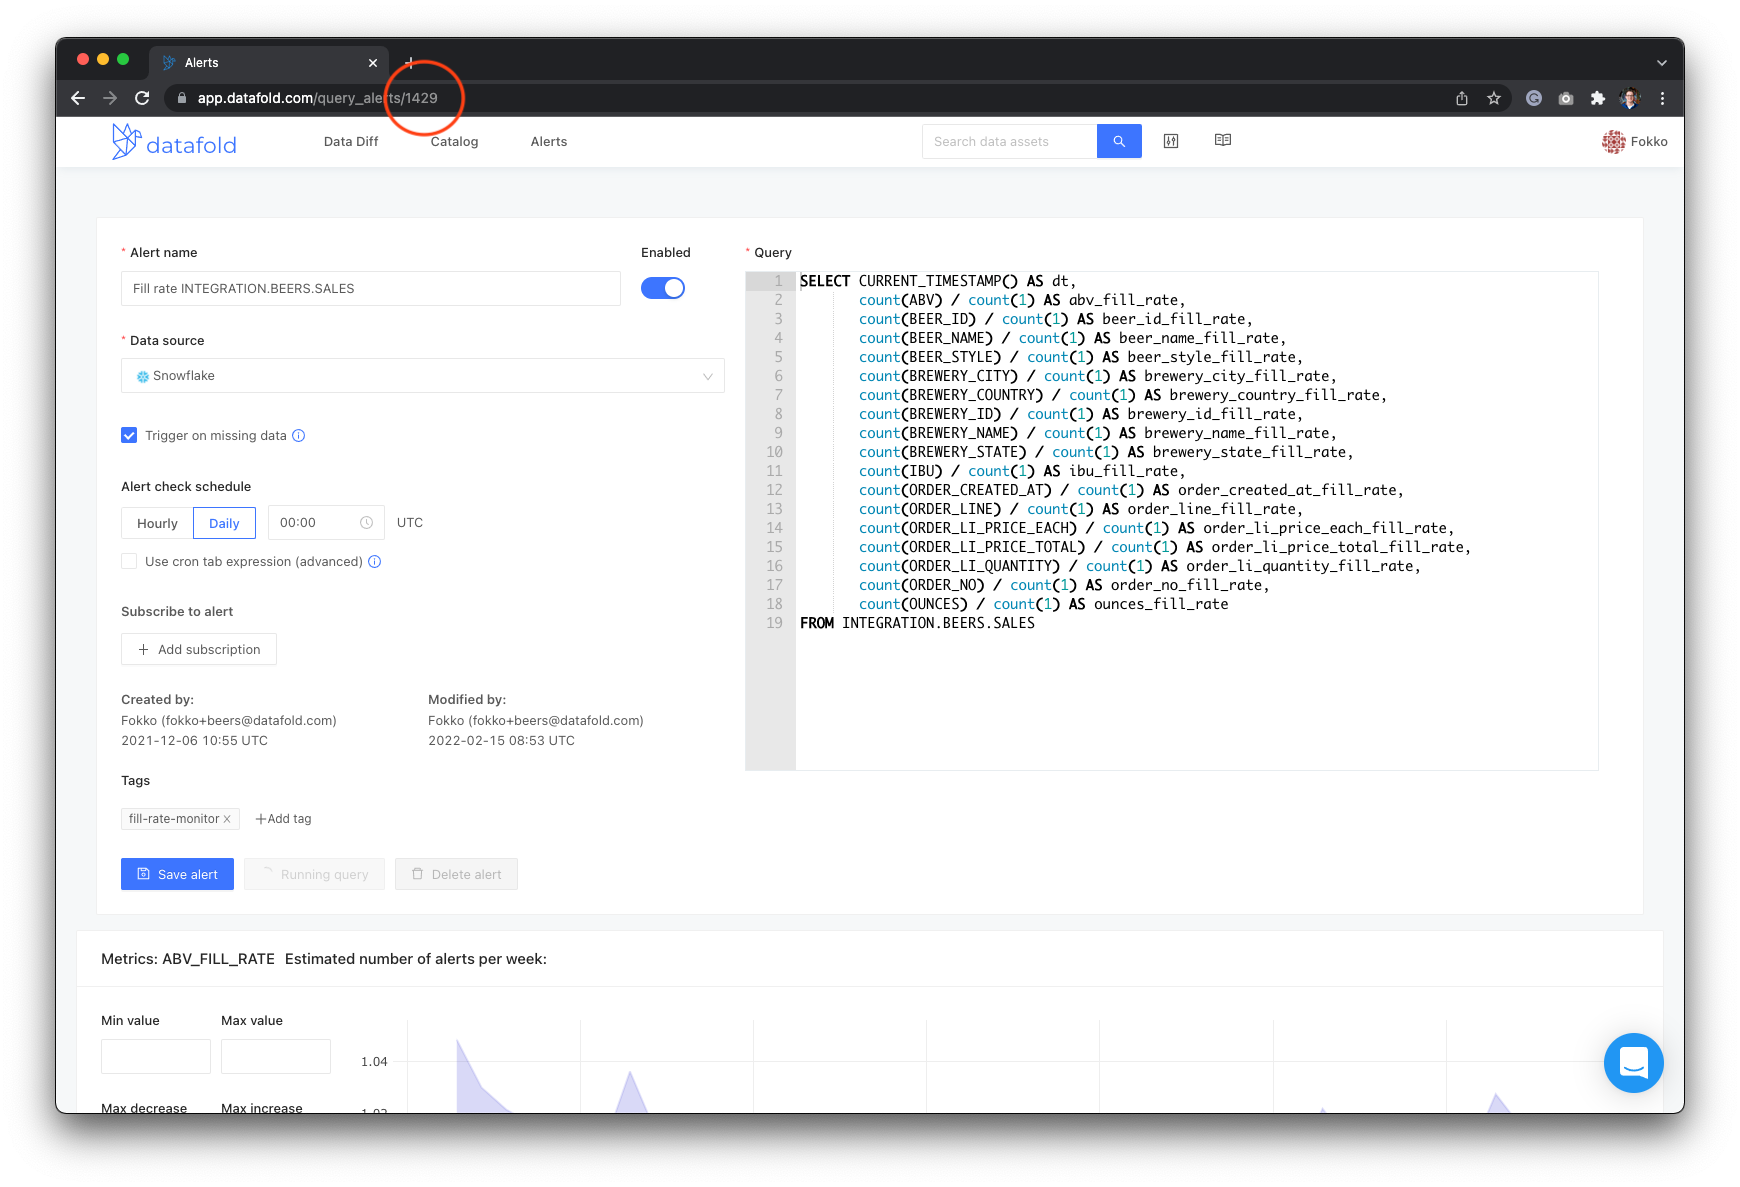 Alerts
app.datafold.com/query_alerts/1429
datafold
Data Diff
Catalog
Alerts
Search data assets
Fokko
* Alert name
Enabled
Fill rate INTEGRATION.BEERS.SALES
* Data source
Snowflake
Trigger on missing data
Alert check schedule
Hourly
Daily
00:00
UTC
Use cron tab expression (advanced)
Subscribe to alert
+ Add subscription
Created by:
Fokko (fokko+beers@datafold.com)
2021-12-06 10:55 UTC
Modified by:
Fokko (fokko+beers@datafold.com)
2022-02-15 08:53 UTC
Tags
fill-rate-monitor ×
+Add tag
Save alert
Running query
Delete alert
* Query
1 SELECT CURRENT_TIMESTAMP() AS dt,
2 count(ABV) / count(1) AS abv_fill_rate,
3 count(BEER_ID) / count(1) AS beer_id_fill_rate,
4 count(BEER_NAME) / count(1) AS beer_name_fill_rate,
5 count(BEER_STYLE) / count(1) AS beer_style_fill_rate,
6 count(BREWERY_CITY) / count(1) AS brewery_city_fill_rate,
7 count(BREWERY_COUNTRY) / count(1) AS brewery_country_fill_rate,
8 count(BREWERY_ID) / count(1) AS brewery_id_fill_rate,
9 count(BREWERY_NAME) / count(1) AS brewery_name_fill_rate,
10 count(BREWERY_STATE) / count(1) AS brewery_state_fill_rate,
11 count(IBU) / count(1) AS ibu_fill_rate,
12 count(ORDER_CREATED_AT) / count(1) AS order_created_at_fill_rate,
13 count(ORDER_LINE) / count(1) AS order_line_fill_rate,
14 count(ORDER_LI_PRICE_EACH) / count(1) AS order_li_price_each_fill_rate,
15 count(ORDER_LI_PRICE_TOTAL) / count(1) AS order_li_price_total_fill_rate,
16 count(ORDER_LI_QUANTITY) / count(1) AS order_li_quantity_fill_rate,
17 count(ORDER_NO) / count(1) AS order_no_fill_rate,
18 count(OUNCES) / count(1) AS ounces_fill_rate
19 FROM INTEGRATION.BEERS.SALES
Metrics: ABV_FILL_RATE Estimated number of alerts per week:
Min value
Max value
1.04
Max decrease
Max increase
1.02